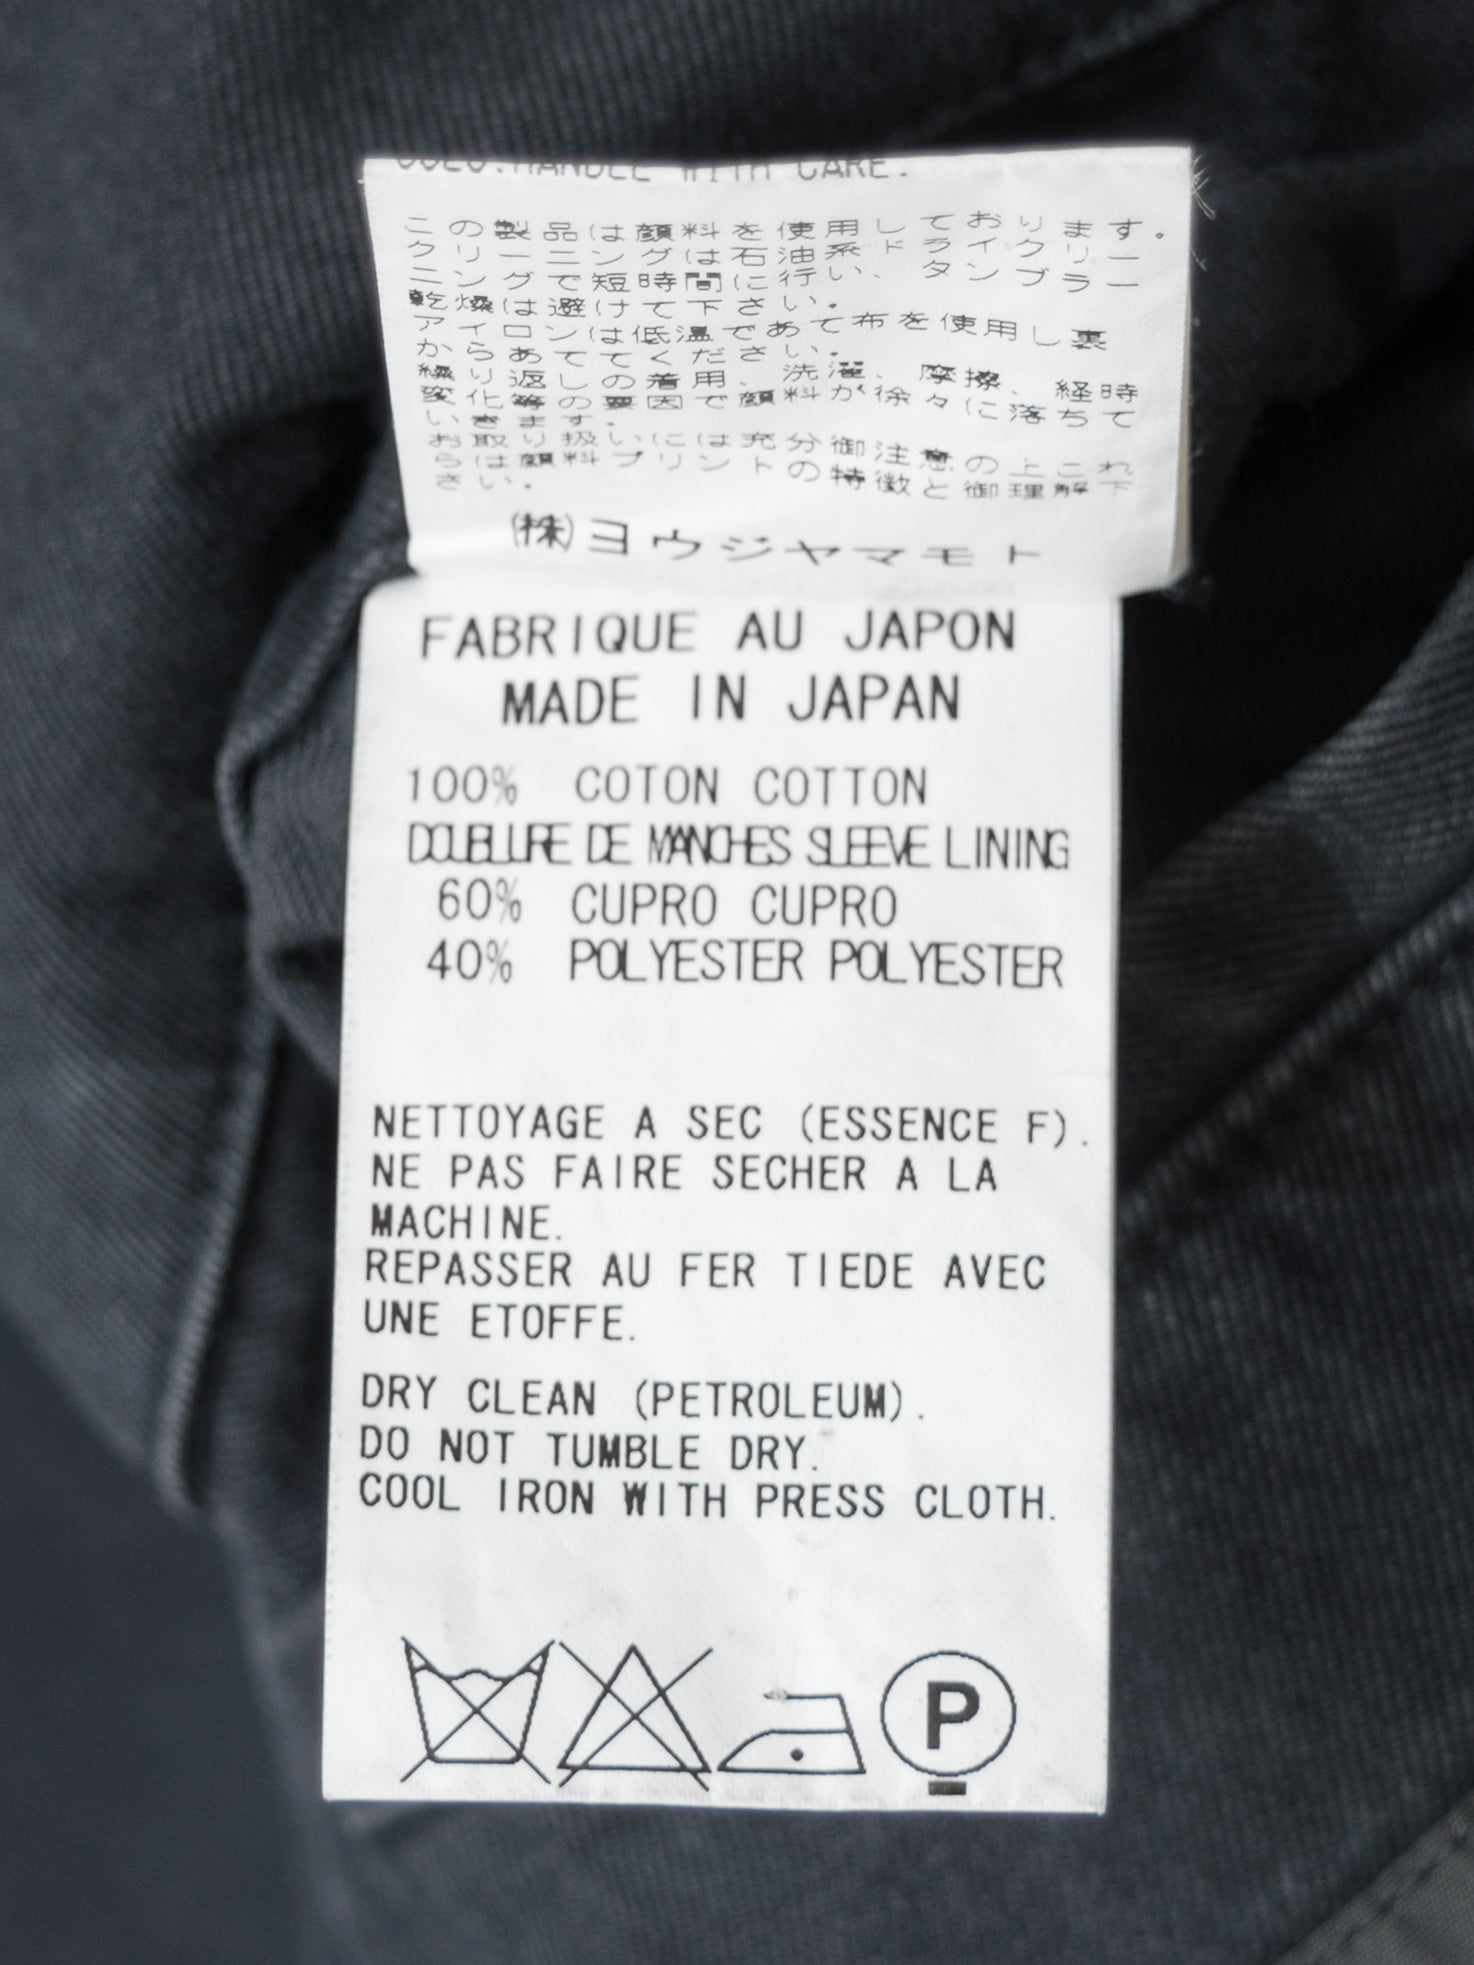 HANDLE WITH CARE.
この製品は顔料を使用しております。
クリーニングは石油系ドライクリー
ニングで短時間に行い、タンブラー
乾燥は避けて下さい。
アイロンは低温であて布を使用し裏
からあててください。
繰り返しの着用、洗濯、摩擦、経時
変化等の要因で顔料が徐々に落ちて
いきます。
お取り扱いには充分御注意の上これ
らは顔料プリントの特徴と御理解下
さい。
(株)ヨウジヤマモト
FABRIQUE AU JAPON
MADE IN JAPAN
100% COTON COTTON
DOUBLURE DE MANCHES SLEEVE LINING
60% CUPRO CUPRO
40% POLYESTER POLYESTER
NETTOYAGE A SEC (ESSENCE F).
NE PAS FAIRE SECHER A LA
MACHINE.
REPASSER AU FER TIEDE AVEC
UNE ETOFFE.
DRY CLEAN (PETROLEUM).
DO NOT TUMBLE DRY.
COOL IRON WITH PRESS CLOTH.
P